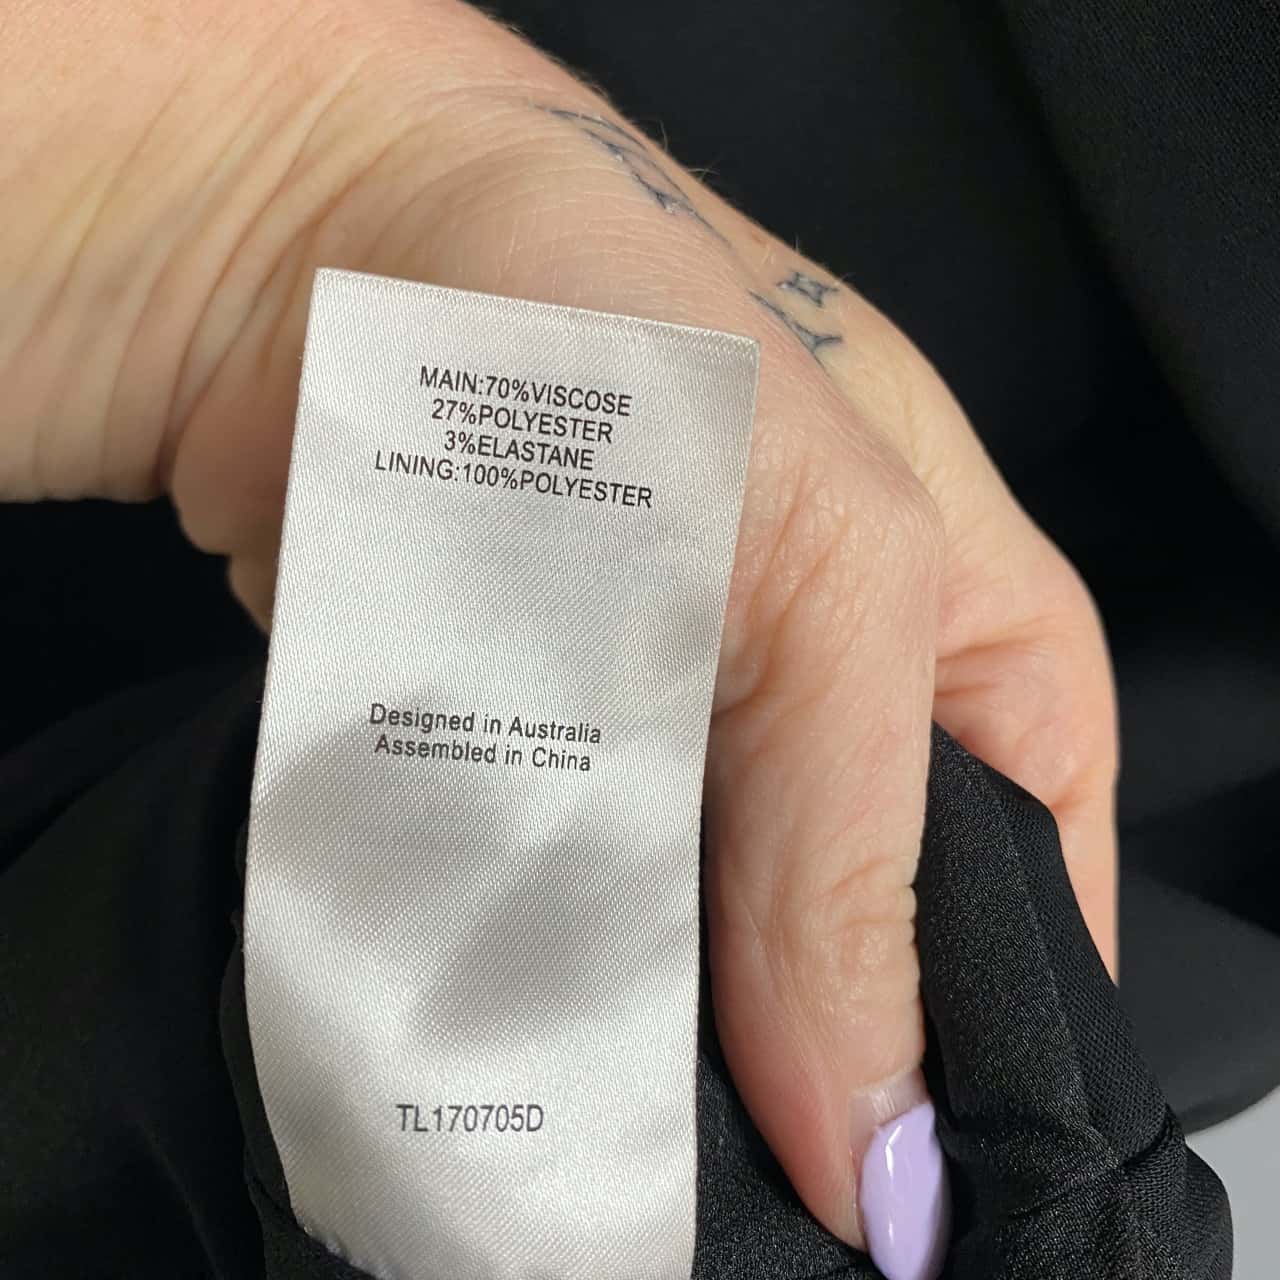 MAIN:70%VISCOSE
27%POLYESTER
3%ELASTANE
LINING:100%POLYESTER
Designed in Australia
Assembled in China
TL170705D